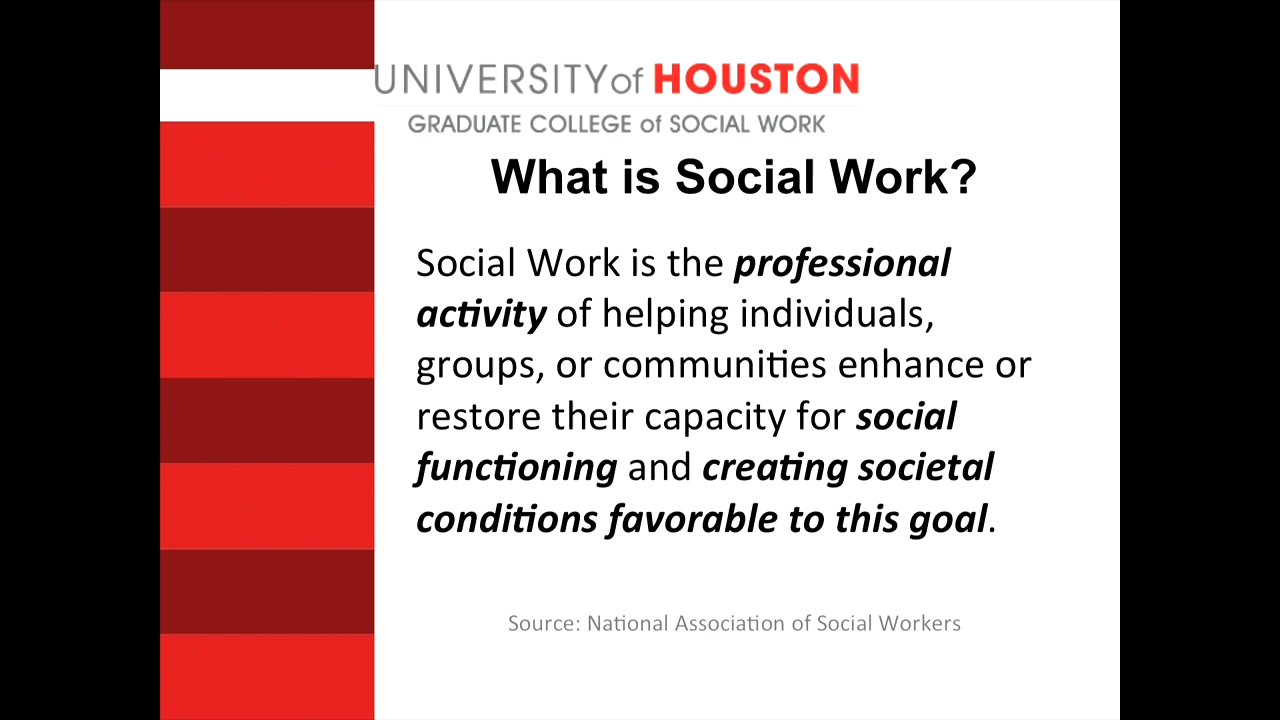 UNIVERSITY of HOUSTON
GRADUATE COLLEGE of SOCIAL WORK
What is Social Work?
Social Work is the professional
activity of helping individuals,
groups, or communities enhance or
restore their capacity for social
functioning and creating societal
conditions favorable to this goal.
Source: National Association of Social Workers